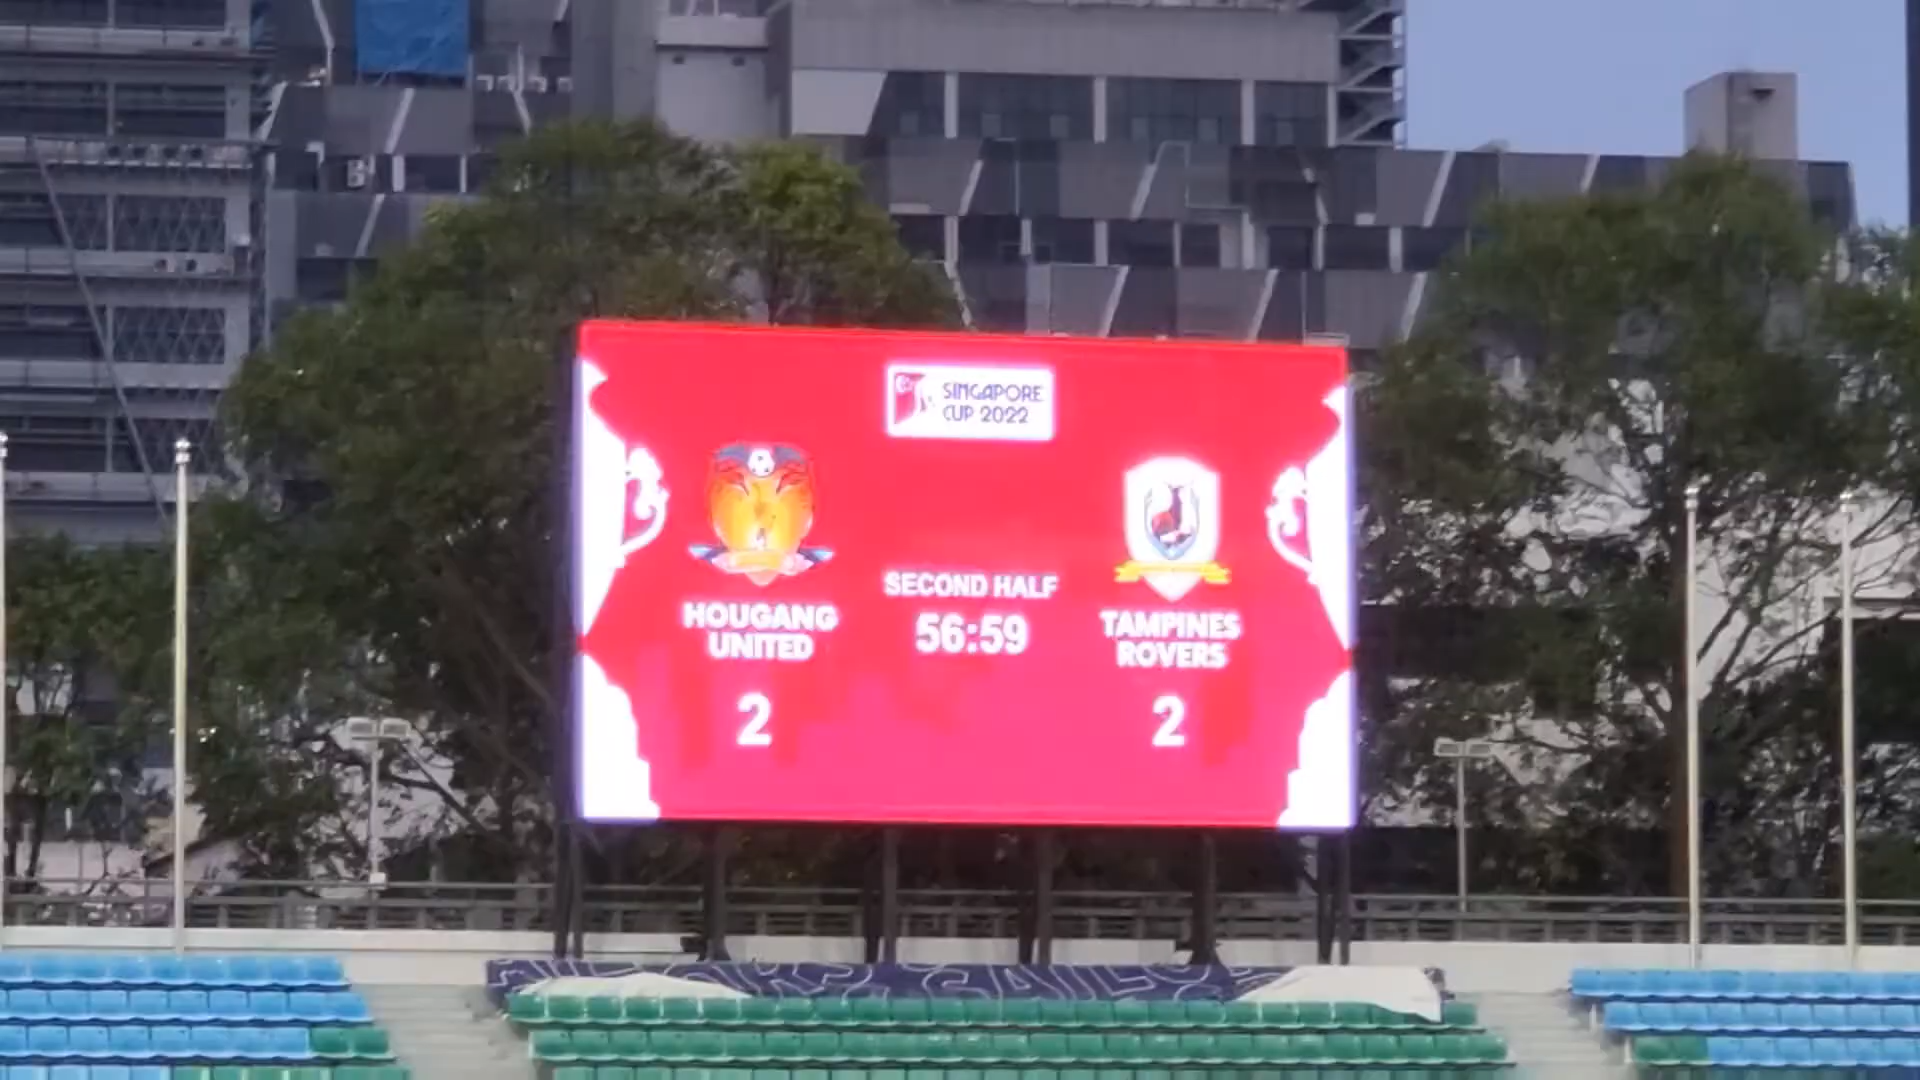 SINGAPORE
CUP 2022
SECOND HALF
56:59
HOUGANG
UNITED
2
TAMPINES
ROVERS
2